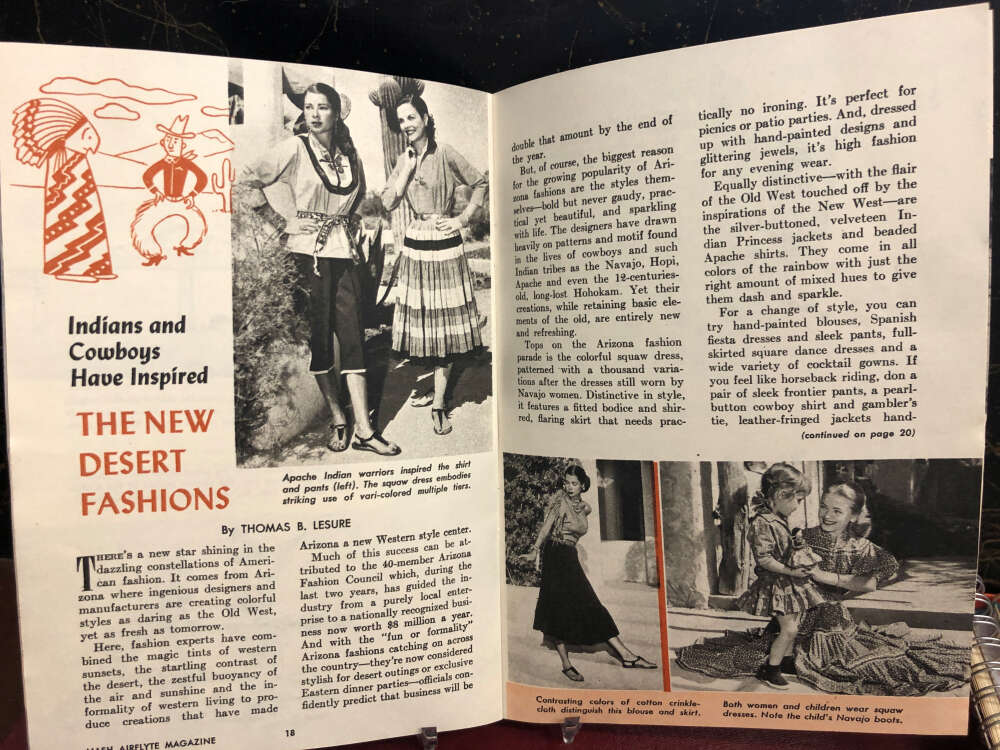 Indians and
Cowboys
Have Inspired
THE NEW
DESERT
FASHIONS
Apache Indian warriors inspired the shirt
and pants (left). The squaw dress embodies
striking use of vari-colored multiple tiers.
By THOMAS B. LESURE
THERE'S a new star shining in the
dazzling constellations of Ameri-
can fashion. It comes from Ari-
zona where ingenious designers and
manufacturers are creating colorful
styles as daring as the Old West,
yet as fresh as tomorrow.
Here, fashion experts have com-
bined the magic tints of western
sunsets, the startling contrast of
the desert, the zestful buoyancy of
the air and sunshine and the in-
formality of western living to pro-
duce creations that have made
Arizona a new Western style center.
Much of this success can be at-
tributed to the 40-member Arizona
Fashion Council which, during the
last two years, has guided the in-
dustry from a purely local enter-
prise to a nationally recognized busi-
ness now worth $8 million a year.
And with the "fun or formality"
Arizona fashions catching on across
the country—they're now considered
stylish for desert outings or exclusive
Eastern dinner parties—officials con-
fidently predict that business will be
AIRFLYTE MAGAZINE
18
double that amount by the end of
the year.
But, of course, the biggest reason
for the growing popularity of Ari-
zona fashions are the styles them-
selves—bold but never gaudy, prac-
tical yet beautiful, and sparkling
with life. The designers have drawn
heavily on patterns and motif found
in the lives of cowboys and such
Indian tribes as the Navajo, Hopi,
Apache and even the 12-centuries-
old, long-lost Hohokam. Yet their
creations, while retaining basic ele-
ments of the old, are entirely new
and refreshing.
Tops on the Arizona fashion
parade is the colorful squaw dress,
patterned with a thousand varia-
tions after the dresses still worn by
Navajo women. Distinctive in style,
it features a fitted bodice and shir-
red, flaring skirt that needs prac-
tically no ironing. It's perfect for
picnics or patio parties. And, dressed
up with hand-painted designs and
glittering jewels, it's high fashion
for any evening wear.
Equally distinctive—with the flair
of the Old West touched off by the
inspirations of the New West—are
the silver-buttoned, velveteen In-
dian Princess jackets and beaded
Apache shirts. They come in all
colors of the rainbow with just the
right amount of mixed hues to give
them dash and sparkle.
For a change of style, you can
try hand-painted blouses, Spanish
fiesta dresses and sleek pants, full-
skirted square dance dresses and a
wide variety of cocktail gowns. If
you feel like horseback riding, don a
pair of sleek frontier pants, a pearl-
button cowboy shirt and gambler's
tie, leather-fringed jackets hand-
(continued on page 20)
Contrasting colors of cotton crinkle-
cloth distinguish this blouse and skirt.
Both women and children wear squaw
dresses. Note the child's Navajo boots.